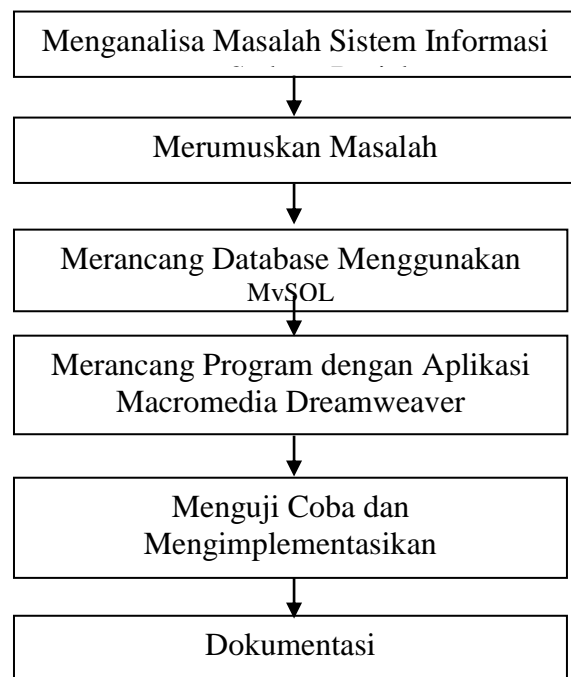 Menganalisa Masalah Sistem Informasi
Merumuskan Masalah
Merancang Database Menggunakan
MySQL
Merancang Program dengan Aplikasi
Macromedia Dreamweaver
Menguji Coba dan
Mengimplementasikan
Dokumentasi